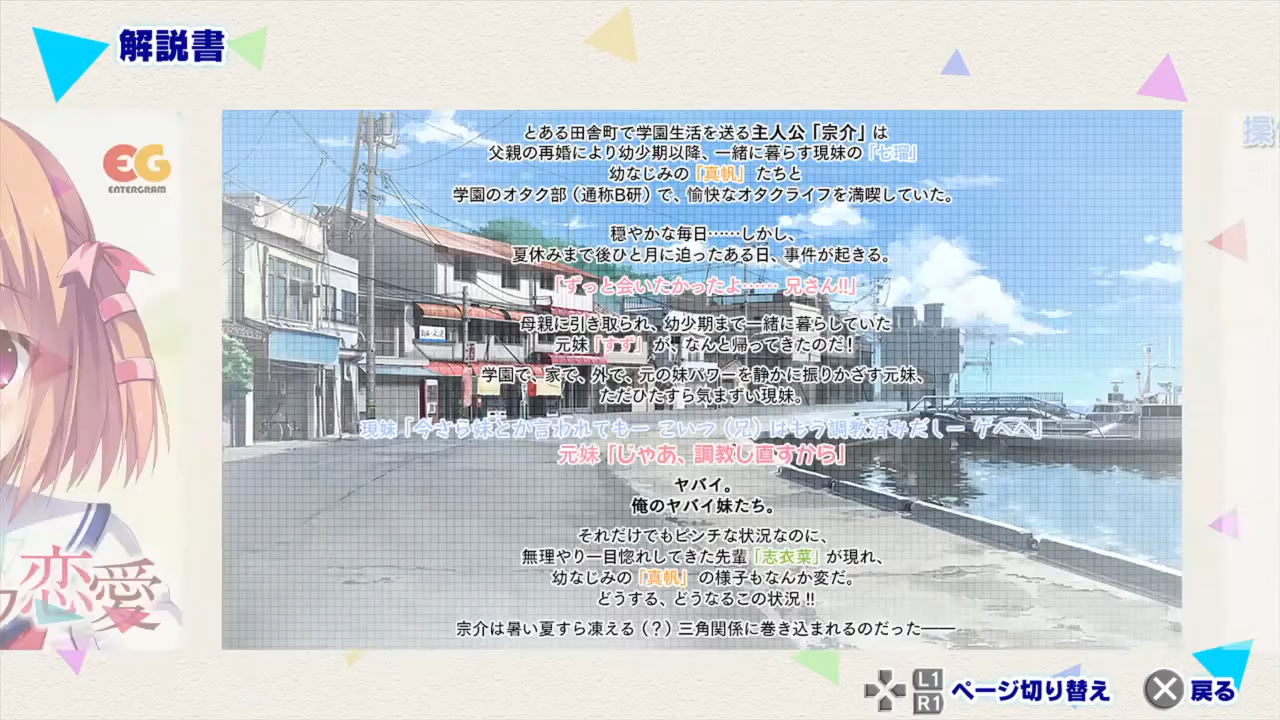 解説書
EG
ENTERGRAM
恋愛
操
とある田舎町で学園生活を送る主人公「宗介」は
父親の再婚により幼少期以降、一緒に暮らす現妹の「七瑠」
幼なじみの「真帆」たちと
学園のオタク部（通称B研）で、愉快なオタクライフを満喫していた。
穏やかな毎日……しかし、
夏休みまで後ひと月に迫ったある日、事件が起きる。
「ずっと会いたかったよ…… 兄さん!!」
母親に引き取られ、幼少期まで一緒に暮らしていた
元妹「すず」が、なんと帰ってきたのだ！
学園で、家で、外で、元の妹パワーを静かに振りかざす元妹、
ただひたすら気まずい現妹。
現妹「今さら妹とか言われてもー こいつ（兄）はもう調教済みだしー ゲヘヘ」
元妹「じゃあ、調教し直すから」
ヤバイ。
俺のヤバイ妹たち。
それだけでもピンチな状況なのに、
無理やり一目惚れしてきた先輩「志衣菜」が現れ、
幼なじみの「真帆」の様子もなんか変だ。
どうする、どうなるこの状況!!
宗介は暑い夏すら凍える（？）三角関係に巻き込まれるのだった――
L1
R1
ページ切り替え
戻る